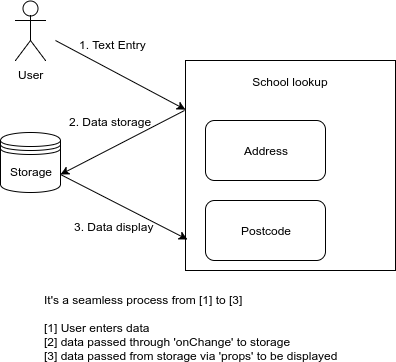 1. Text Entry
User
School lookup
2. Data storage
Address
Storage
3. Data display
Postcode
It's a seamless process from [1] to [3]
[1] User enters data
[2] data passed through 'onChange' to storage
[3] data passed from storage via 'props' to be displayed